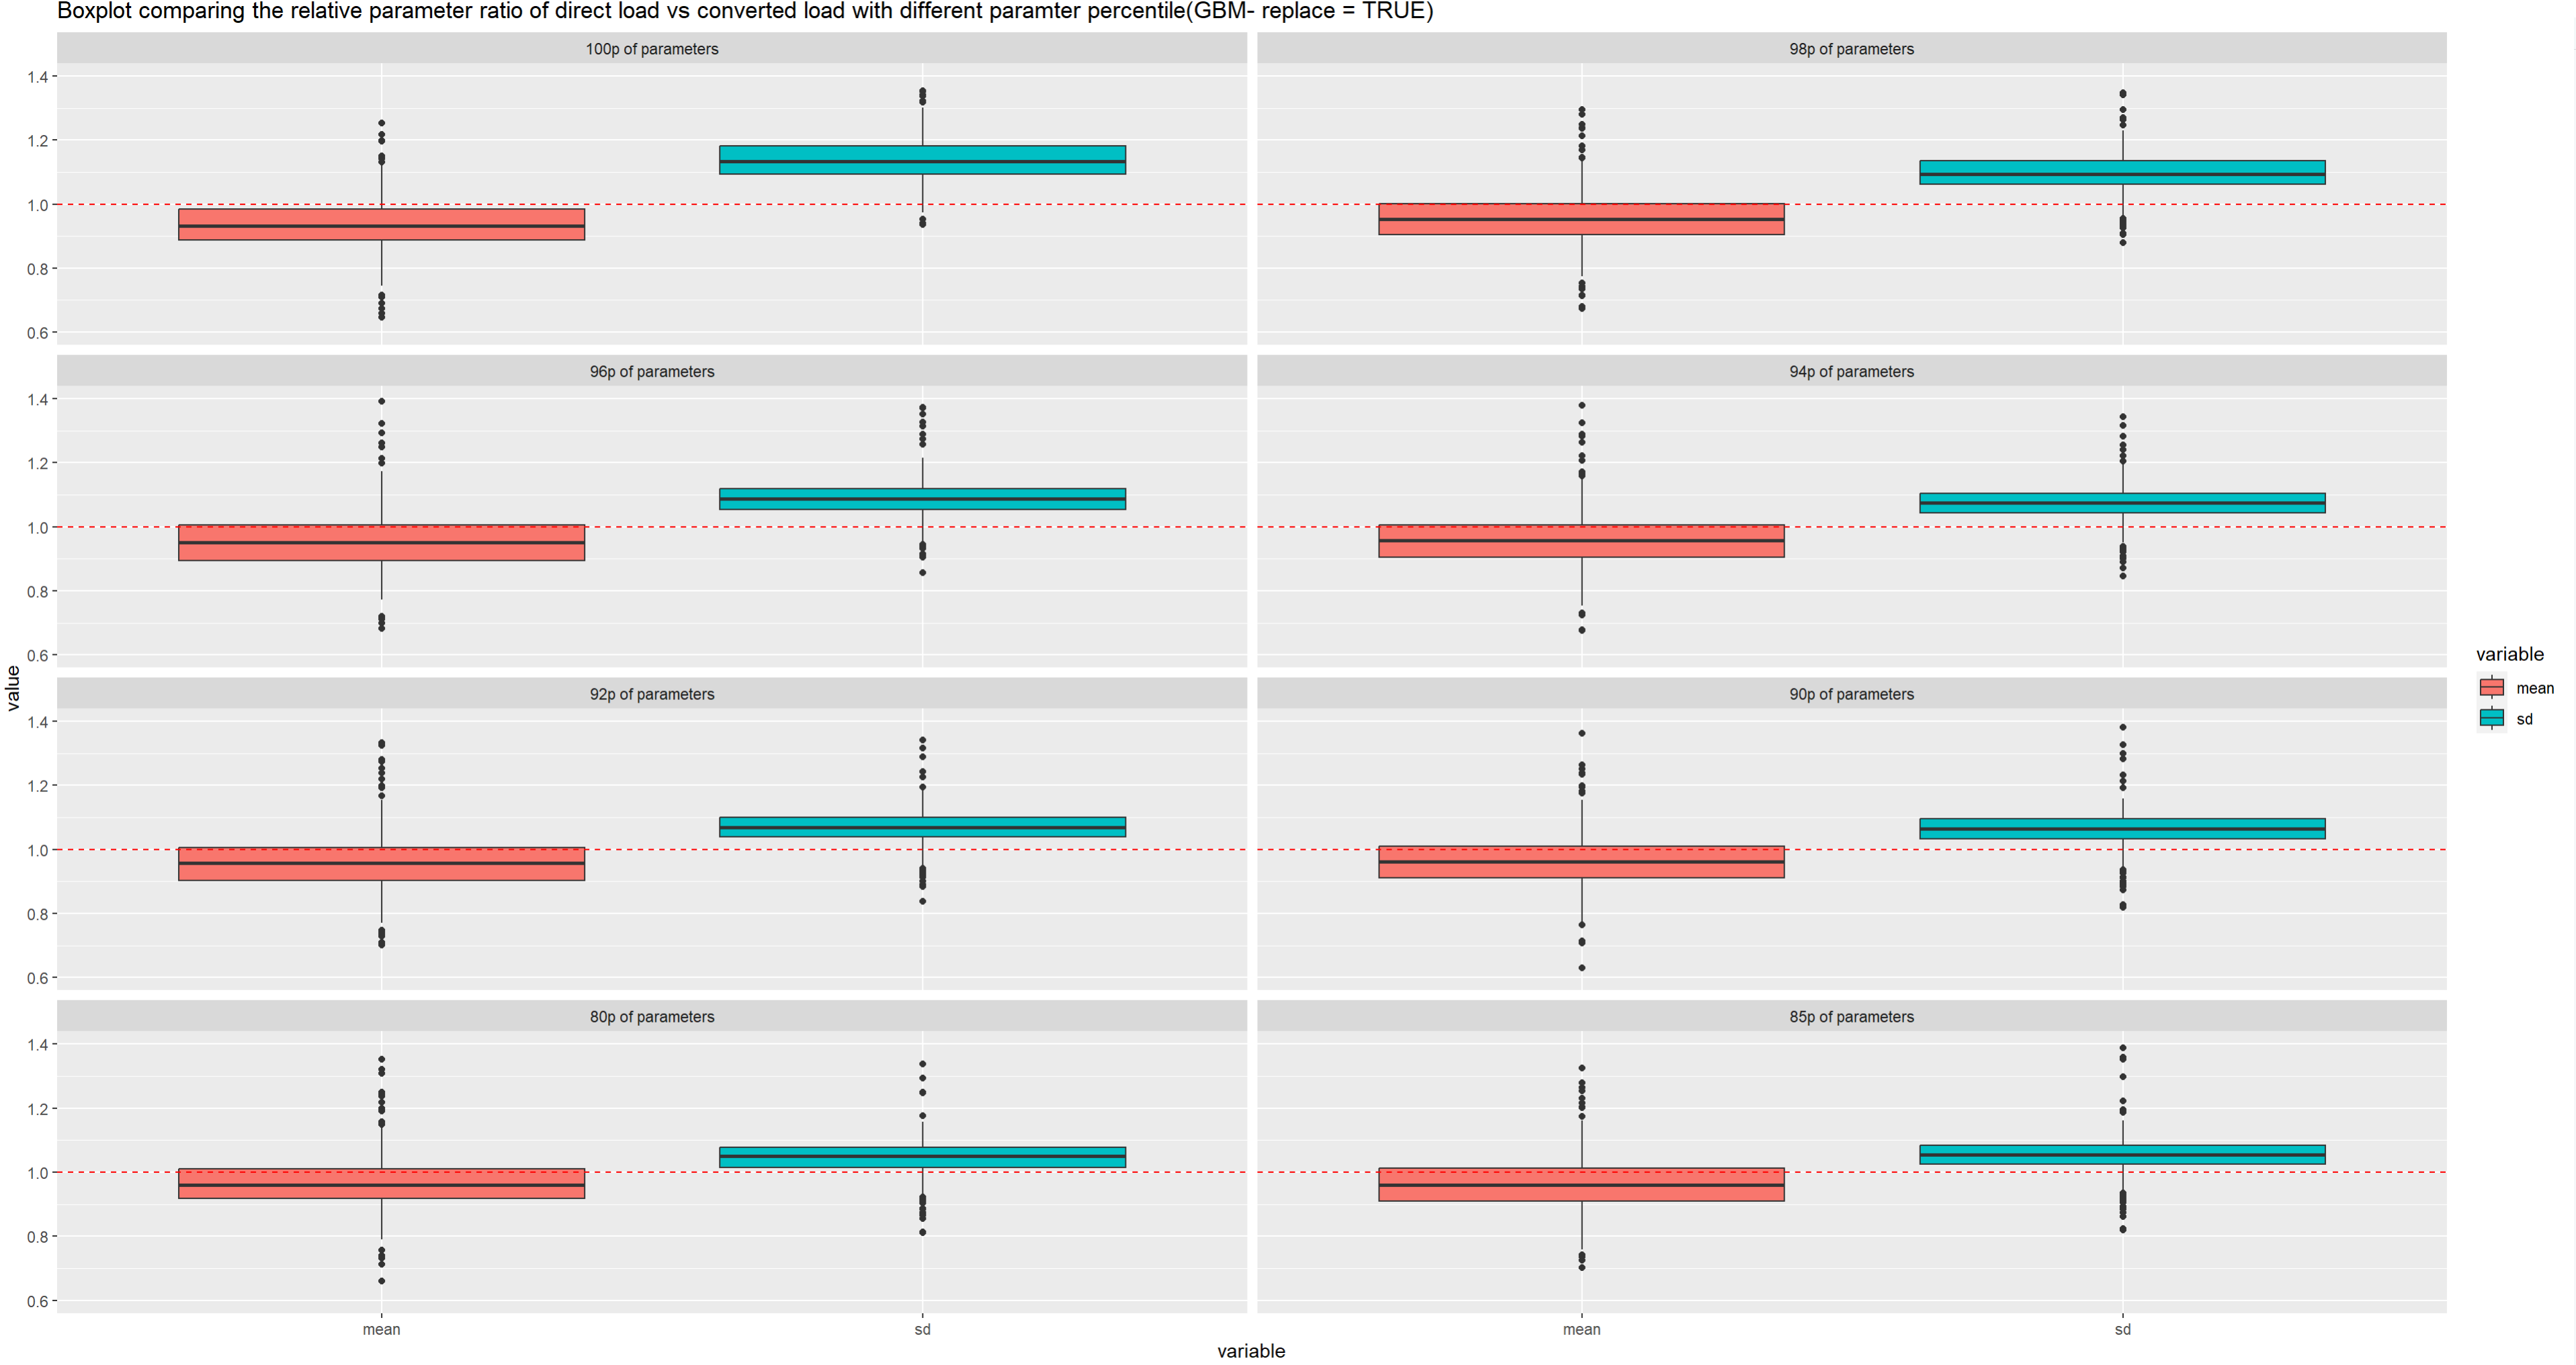 Boxplot comparing the relative parameter ratio of direct load vs converted load with different paramter percentile(GBM- replace = TRUE)
100p of parameters
98p of parameters
1.4
1.2
1.0
0.8
0.6
96p of parameters
94p of parameters
1.4
1.2
1.0
0.8
0.6
value
variable
mean
sd
92p of parameters
90p of parameters
1.4
1.2
1.0
0.8
0.6
80p of parameters
85p of parameters
1.4
1.2
1.0
0.8
0.6
mean
sd
mean
sd
variable